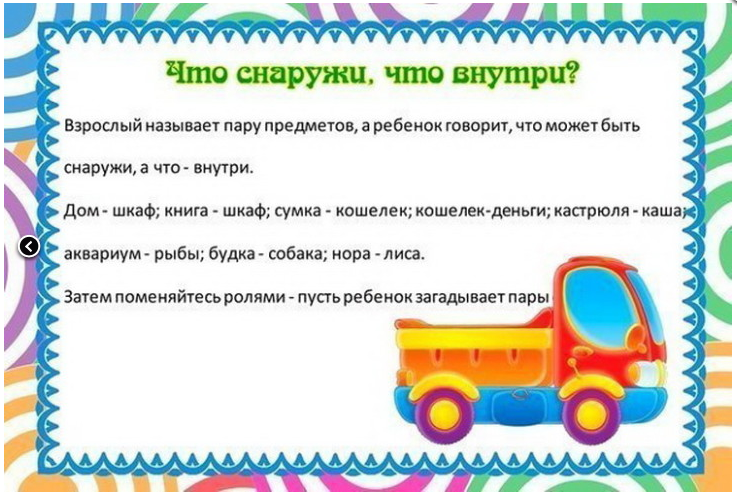 Что снаружи, что внутри?
Взрослый называет пару предметов, а ребенок говорит, что может быть
снаружи, а что - внутри.
Дом - шкаф; книга - шкаф; сумка - кошелек; кошелек-деньги; кастрюля - каша;
аквариум - рыбы; будка - собака; нора - лиса.
Затем поменяйтесь ролями - пусть ребенок загадывает пары